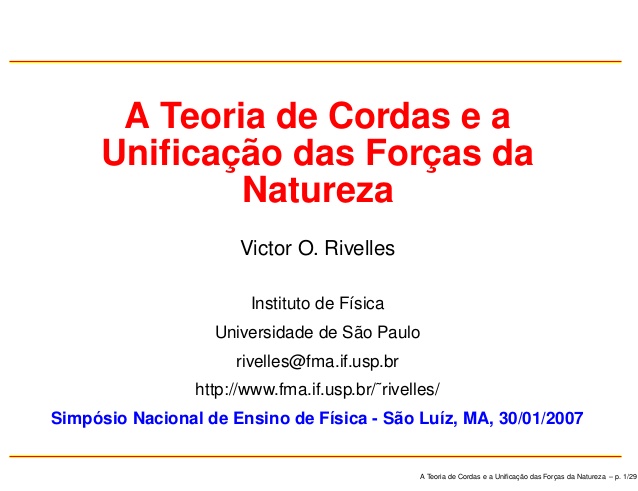 A Teoria de Cordas e a
Unificação das Forças da
Natureza
Victor O. Rivelles
Instituto de Física
Universidade de São Paulo
rivelles@fma.if.usp.br
http://www.fma.if.usp.br/˜rivelles/
Simpósio Nacional de Ensino de Física - São Luíz, MA, 30/01/2007
A Teoria de Cordas e a Unificação das Forças da Natureza – p. 1/29